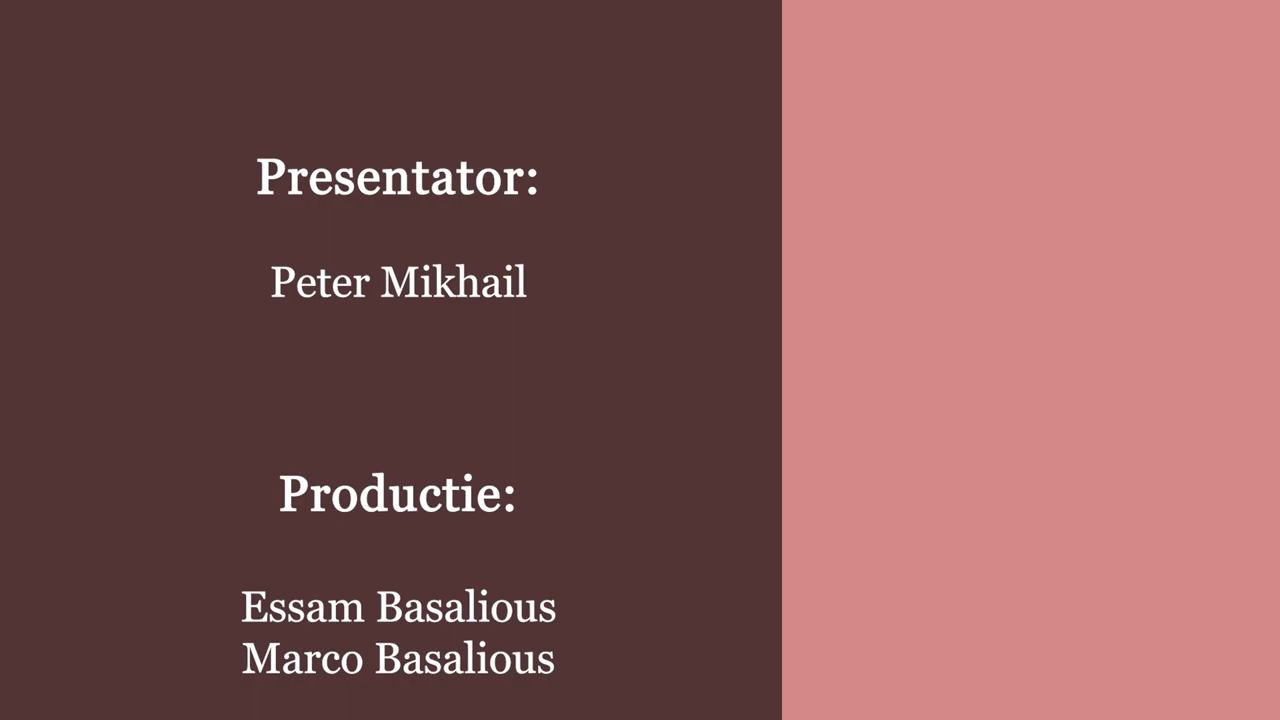 Presentator:
Peter Mikhail
Productie:
Essam Basalious
Marco Basalious